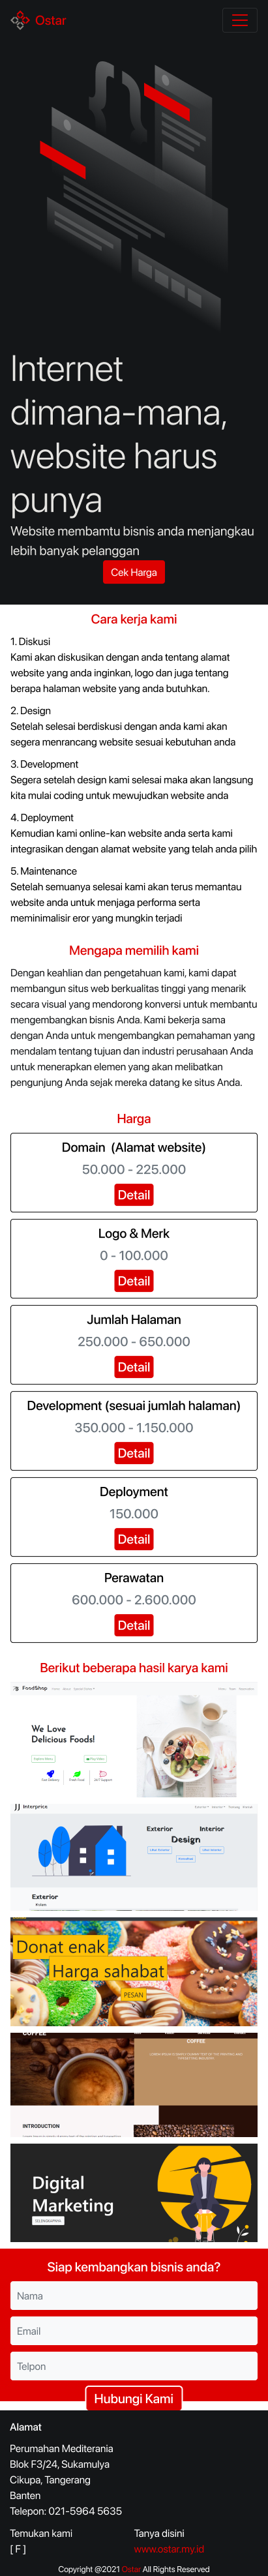 Ostar
Internet
dimana-mana,
website harus
punya
Website membamtu bisnis anda menjangkau
lebih banyak pelanggan
Cek Harga
Cara kerja kami
1. Diskusi
Kami akan diskusikan dengan anda tentang alamat
website yang anda inginkan, logo dan juga tentang
berapa halaman website yang anda butuhkan.
2. Design
Setelah selesai berdiskusi dengan anda kami akan
segera menrancang website sesuai kebutuhan anda
3. Development
Segera setelah design kami selesai maka akan langsung
kita mulai coding untuk mewujudkan website anda
4. Deployment
Kemudian kami online-kan website anda serta kami
integrasikan dengan alamat website yang telah anda pilih
5. Maintenance
Setelah semuanya selesai kami akan terus memantau
website anda untuk menjaga performa serta
meminimalisir eror yang mungkin terjadi
Mengapa memilih kami
Dengan keahlian dan pengetahuan kami, kami dapat
membangun situs web berkualitas tinggi yang menarik
secara visual yang mendorong konversi untuk membantu
mengembangkan bisnis Anda. Kami bekerja sama
dengan Anda untuk mengembangkan pemahaman yang
mendalam tentang tujuan dan industri perusahaan Anda
untuk menerapkan elemen yang akan melibatkan
pengunjung Anda sejak mereka datang ke situs Anda.
Harga
Domain (Alamat website)
50.000 - 225.000
Detail
Logo & Merk
0 - 100.000
Detail
Jumlah Halaman
250.000 - 650.000
Detail
Development (sesuai jumlah halaman)
350.000 - 1.150.000
Detail
Deployment
150.000
Detail
Perawatan
600.000 - 2.600.000
Detail
Berikut beberapa hasil karya kami
FoodShop
We Love
Delicious Foods!
Interprice
Exterior Interior
Design
Exterior
Donat enak
Harga sahabat
PESAN
COFFEE
COFFEE
INTRODUCTION
Digital
Marketing
SELENGKAPNYA
Siap kembangkan bisnis anda?
Nama
Email
Telpon
Hubungi Kami
Alamat
Perumahan Mediterania
Blok F3/24, Sukamulya
Cikupa, Tangerang
Banten
Telepon: 021-5964 5635
Temukan kami
[ F ]
Tanya disini
www.ostar.my.id
Copyright @2021 Ostar All Rights Reserved